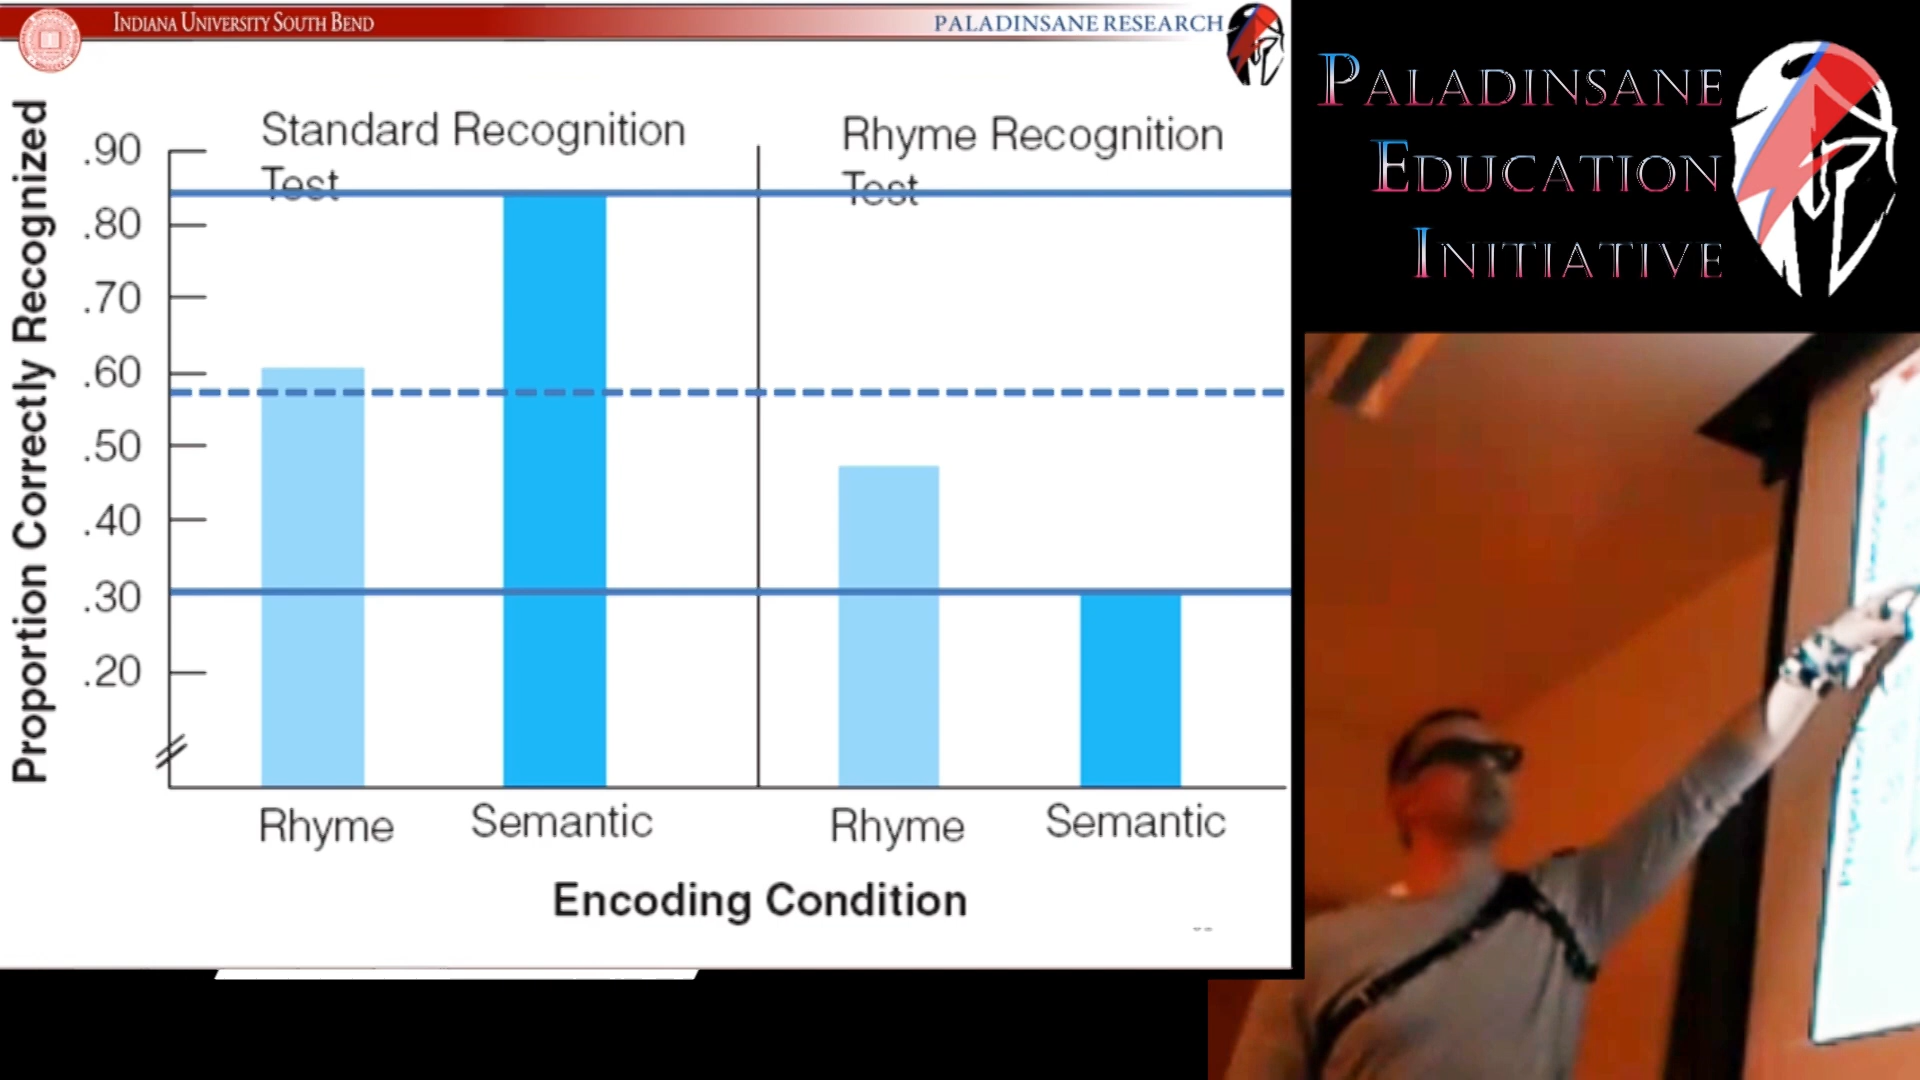 INDIANA UNIVERSITY SOUTH BEND
PALADINSANE RESEARCH
PALADINSANE
EDUCATION
INITIATIVE
Proportion Correctly Recognized
Standard Recognition
Test
Rhyme Recognition
Test
.90
.80
.70
.60
.50
.40
.30
.20
Rhyme
Semantic
Rhyme
Semantic
Encoding Condition